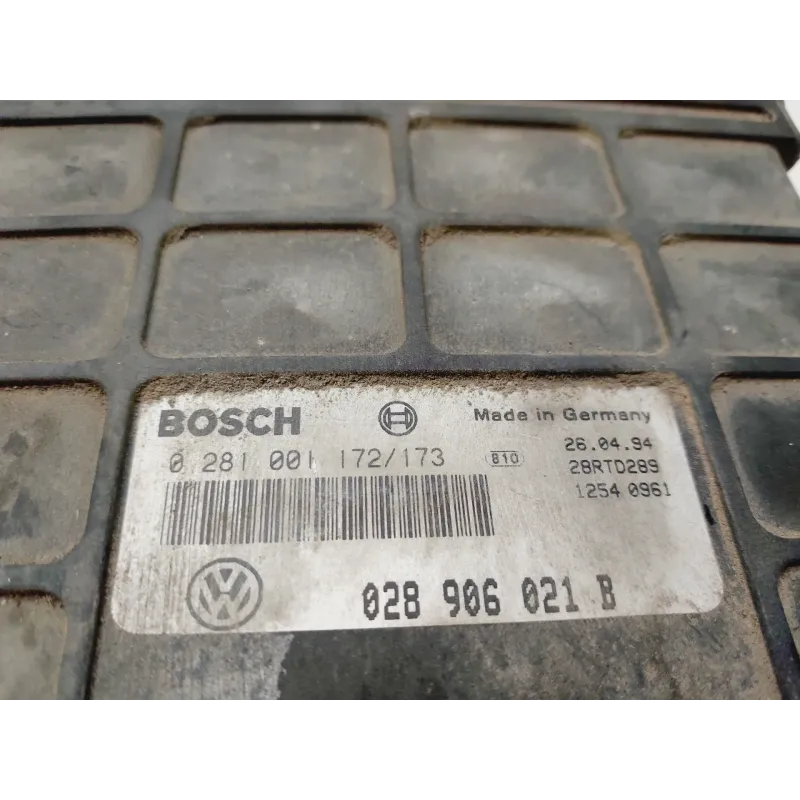 BOSCH Made in Germany
26.04.94
0 281 001 172/173 810 28RTD289
1254 0961
VW 028 906 021 B